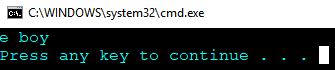 C:\WINDOWS\system32\cmd.exe
e boy
Press any key to continue . . .